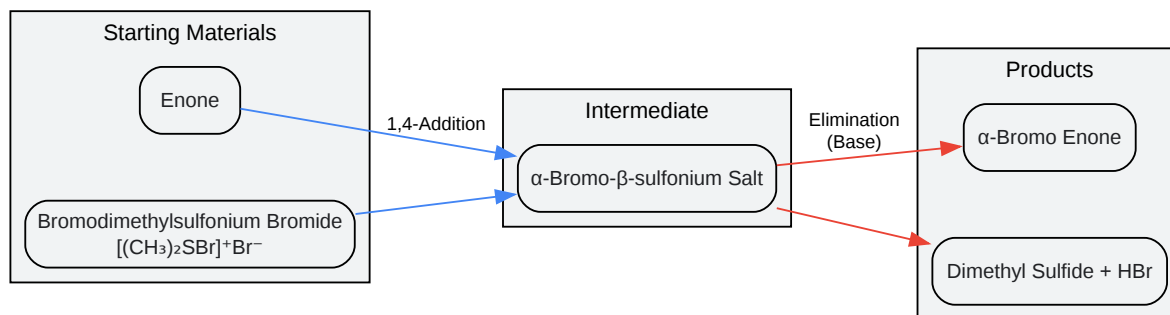 Starting Materials
Enone
Bromodimethylsulfonium Bromide
[(CH₃)₂SBr]⁺Br⁻
1,4-Addition
Intermediate
α-Bromo-β-sulfonium Salt
Elimination
(Base)
Products
α-Bromo Enone
Dimethyl Sulfide + HBr